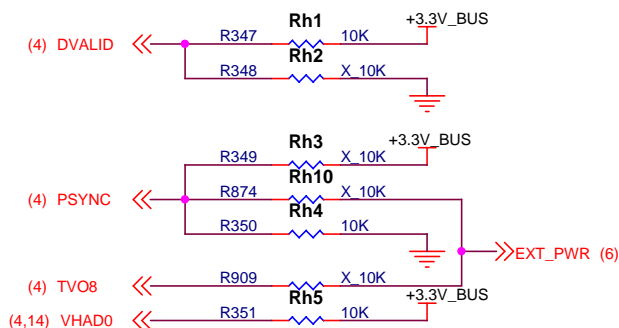 Rh1
+3.3V_BUS
(4) DVALID R347 10K
Rh2
R348 X_10K
Rh3
+3.3V_BUS
R349 X_10K
Rh10
(4) PSYNC R874 X_10K
Rh4
R350 10K
EXT_PWR (6)
(4) TVO8 R909 X_10K
Rh5
+3.3V_BUS
(4,14) VHAD0 R351 10K